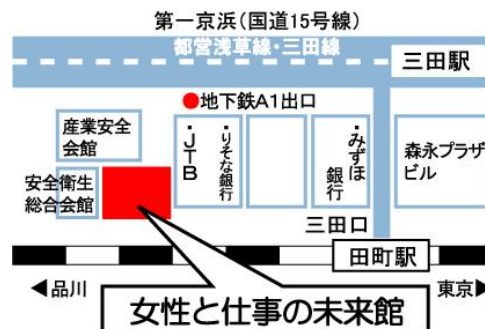 第一京浜(国道15号線)
都営浅草線・三田線
三田駅
●地下鉄A1出口
産業安全
会館
・JTB
・りそな銀行
・みずほ
銀行
森永プラザ
ビル
安全衛生
総合会館
三田口
田町駅
◀品川
東京▶
女性と仕事の未来館